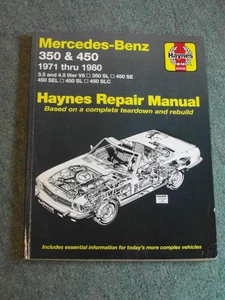 Mercedes-Benz
350 & 450
1971 thru 1980
3.5 and 4.5 liter V8 □ 350 SL □ 450 SE
450 SEL □ 450 SL □ 450 SLC
Haynes
Haynes Repair Manual
Based on a complete teardown and rebuild
Includes essential information for today's more complex vehicles